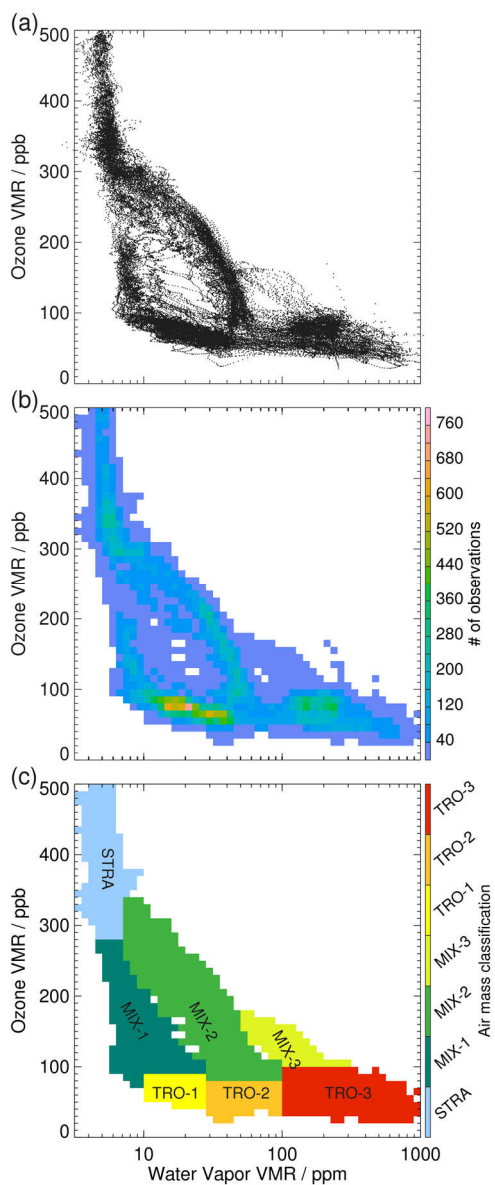 (a)
500
400
300
200
100
0
Ozone VMR / ppb
(b)
500
400
300
200
100
0
Ozone VMR / ppb
760
680
600
520
440
360
280
200
120
40
# of observations
(c)
500
400
300
200
100
0
Ozone VMR / ppb
STRA
MIX-1
MIX-2
MIX-3
TRO-1
TRO-2
TRO-3
10
100
1000
Water Vapor VMR / ppm
TRO-3
TRO-2
TRO-1
MIX-3
MIX-2
MIX-1
STRA
Air mass classification